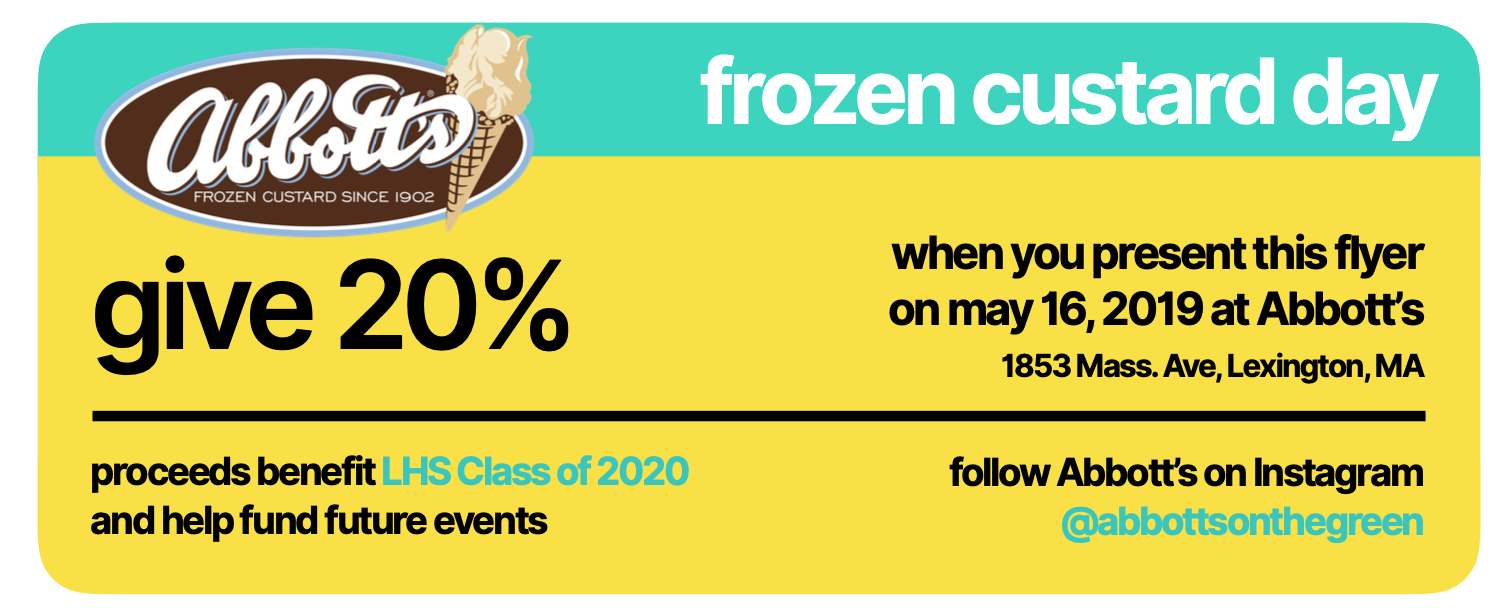 Abbott's
FROZEN CUSTARD SINCE 1902
frozen custard day
give 20%
when you present this flyer
on may 16, 2019 at Abbott’s
1853 Mass. Ave, Lexington, MA
proceeds benefit LHS Class of 2020
and help fund future events
follow Abbott’s on Instagram
@abbottsonthegreen